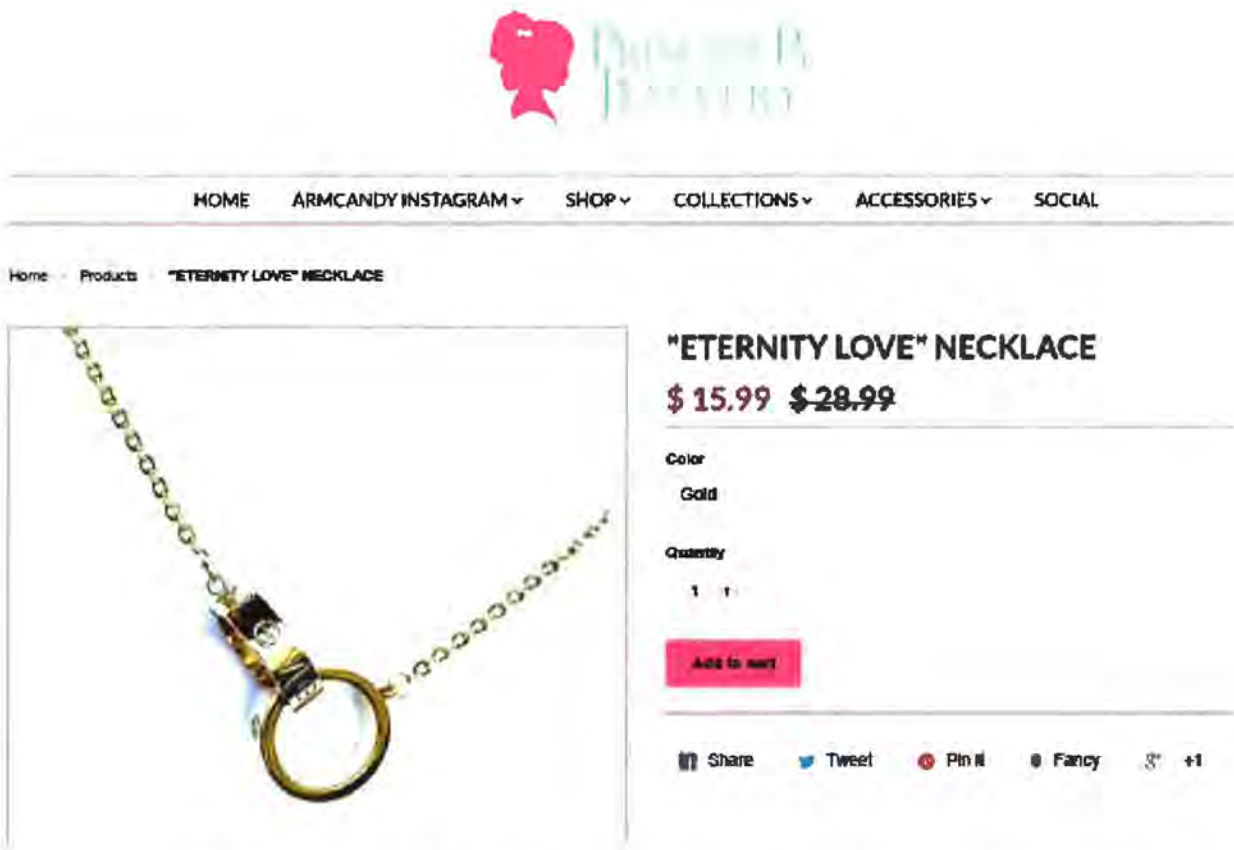 HOME ARMCANDY INSTAGRAM SHOP COLLECTIONS ACCESSORIES SOCIAL
Home Products "ETERNITY LOVE" NECKLACE
"ETERNITY LOVE" NECKLACE
$ 15.99 $ 28.99
Color
Gold
Quantity
1
Add to cart
Share Tweet Pin it Fancy +1